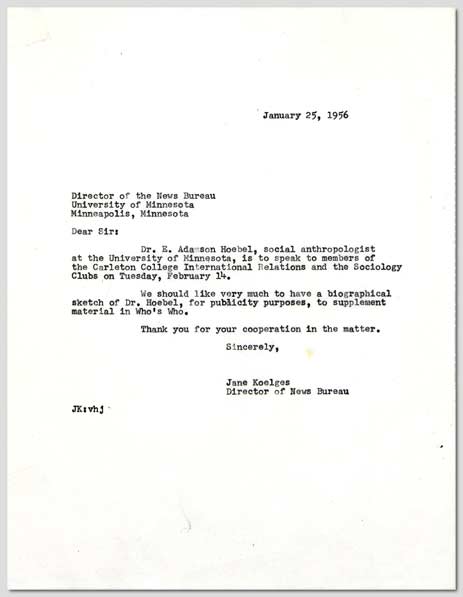 January 25, 1956
Director of the News Bureau
University of Minnesota
Minneapolis, Minnesota
Dear Sir:
Dr. E. Adamson Hoebel, social anthropologist
at the University of Minnesota, is to speak to members of
the Carleton College International Relations and the Sociology
Clubs on Tuesday, February 14.
We should like very much to have a biographical
sketch of Dr. Hoebel, for publicity purposes, to supplement
material in Who's Who.
Thank you for your cooperation in the matter.
Sincerely,
Jane Koelges
Director of News Bureau
JK:vhj